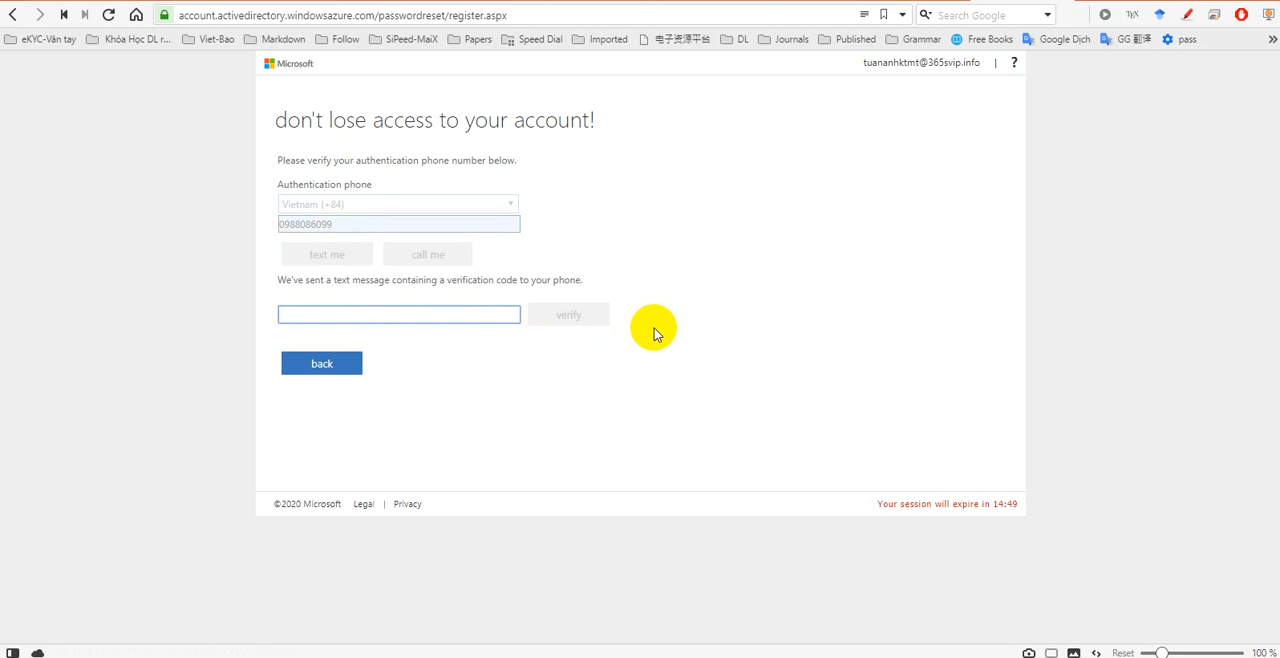 account.activedirectory.windowsazure.com/passwordreset/register.aspx
Search Google
TEX
eKYC-Vân tay
Khóa Học DL r...
Viet-Bao
Markdown
Follow
SiPeed-MaiX
Papers
Speed Dial
Imported
电子资源平台
DL
Journals
Published
Grammar
Free Books
Google Dịch
GG 翻译
pass
Microsoft
tuananhktmt@365svip.info | ?
don't lose access to your account!
Please verify your authentication phone number below.
Authentication phone
Vietnam (+84)
0988086099
text me
call me
We've sent a text message containing a verification code to your phone.
verify
back
©2020 Microsoft Legal | Privacy
Your session will expire in 14:49
Reset
100 %